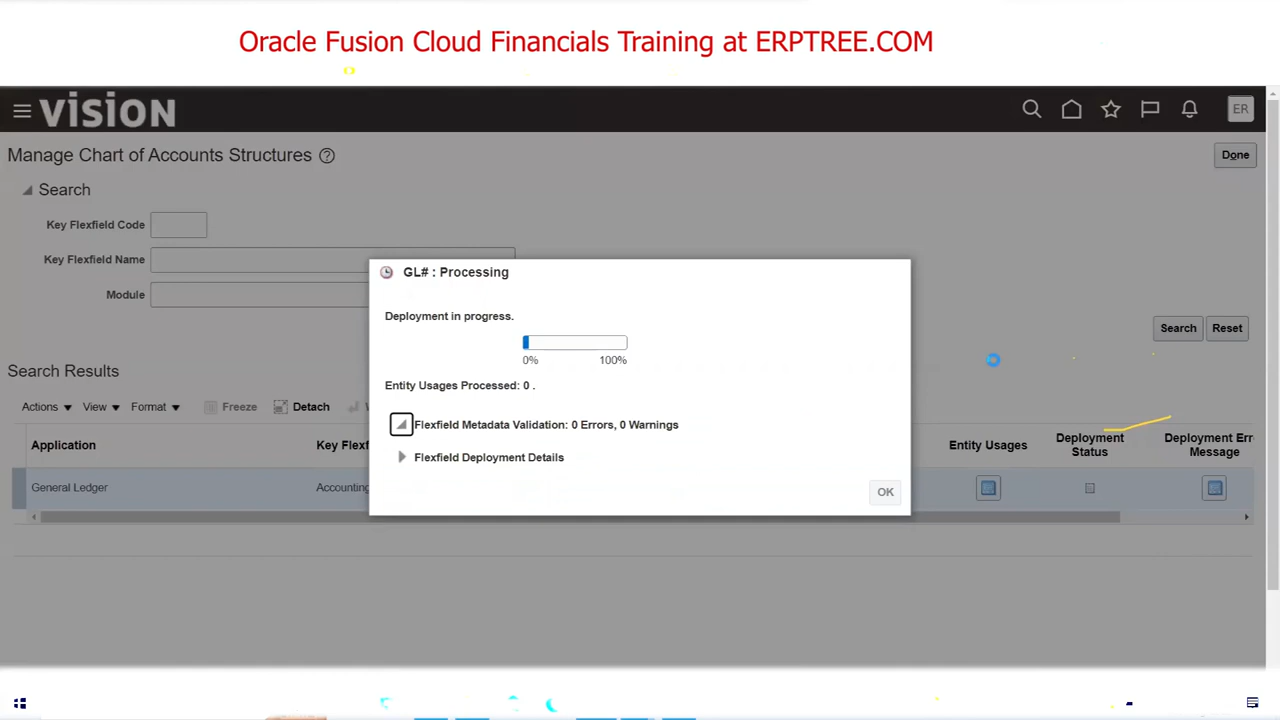 Oracle Fusion Cloud Financials Training at ERPTREE.COM
VISION
ER
Manage Chart of Accounts Structures
Done
Search
Key Flexfield Code
Key Flexfield Name
Module
Search Reset
GL# : Processing
Deployment in progress.
0% 100%
Entity Usages Processed: 0 .
Flexfield Metadata Validation: 0 Errors, 0 Warnings
Flexfield Deployment Details
OK
Search Results
Actions View Format Freeze Detach
Application Key Flexf Entity Usages Deployment Status Deployment Err Message
General Ledger Accounting